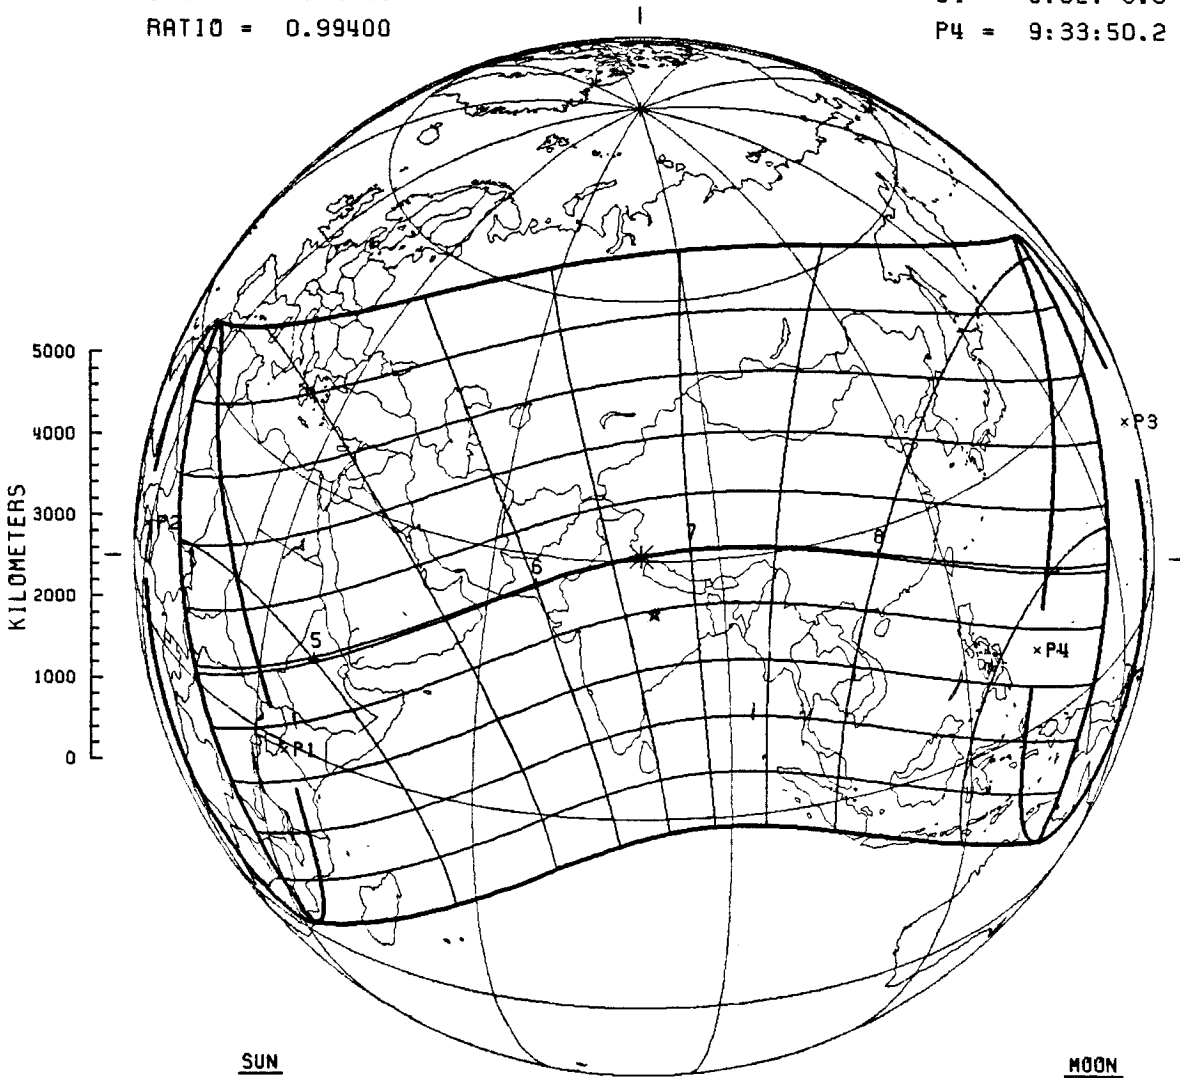 RATIO = 0.99400
P4 = 9:33:50.2
5000
4000
3000
2000
1000
0
KILOMETERS
P3
P2
7
8
6
5
P4
P1
SUN
MOON